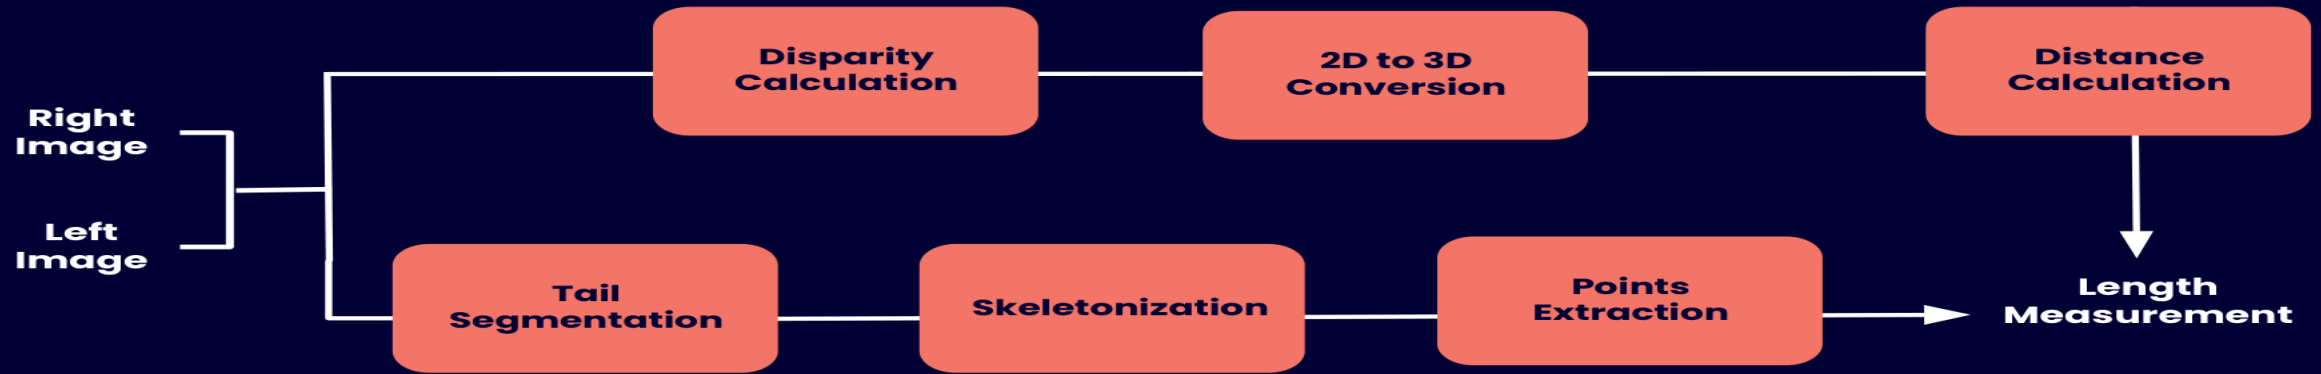 Right
Image
Left
Image
Disparity
Calculation
2D to 3D
Conversion
Distance
Calculation
Tail
Segmentation
Skeletonization
Points
Extraction
Length
Measurement